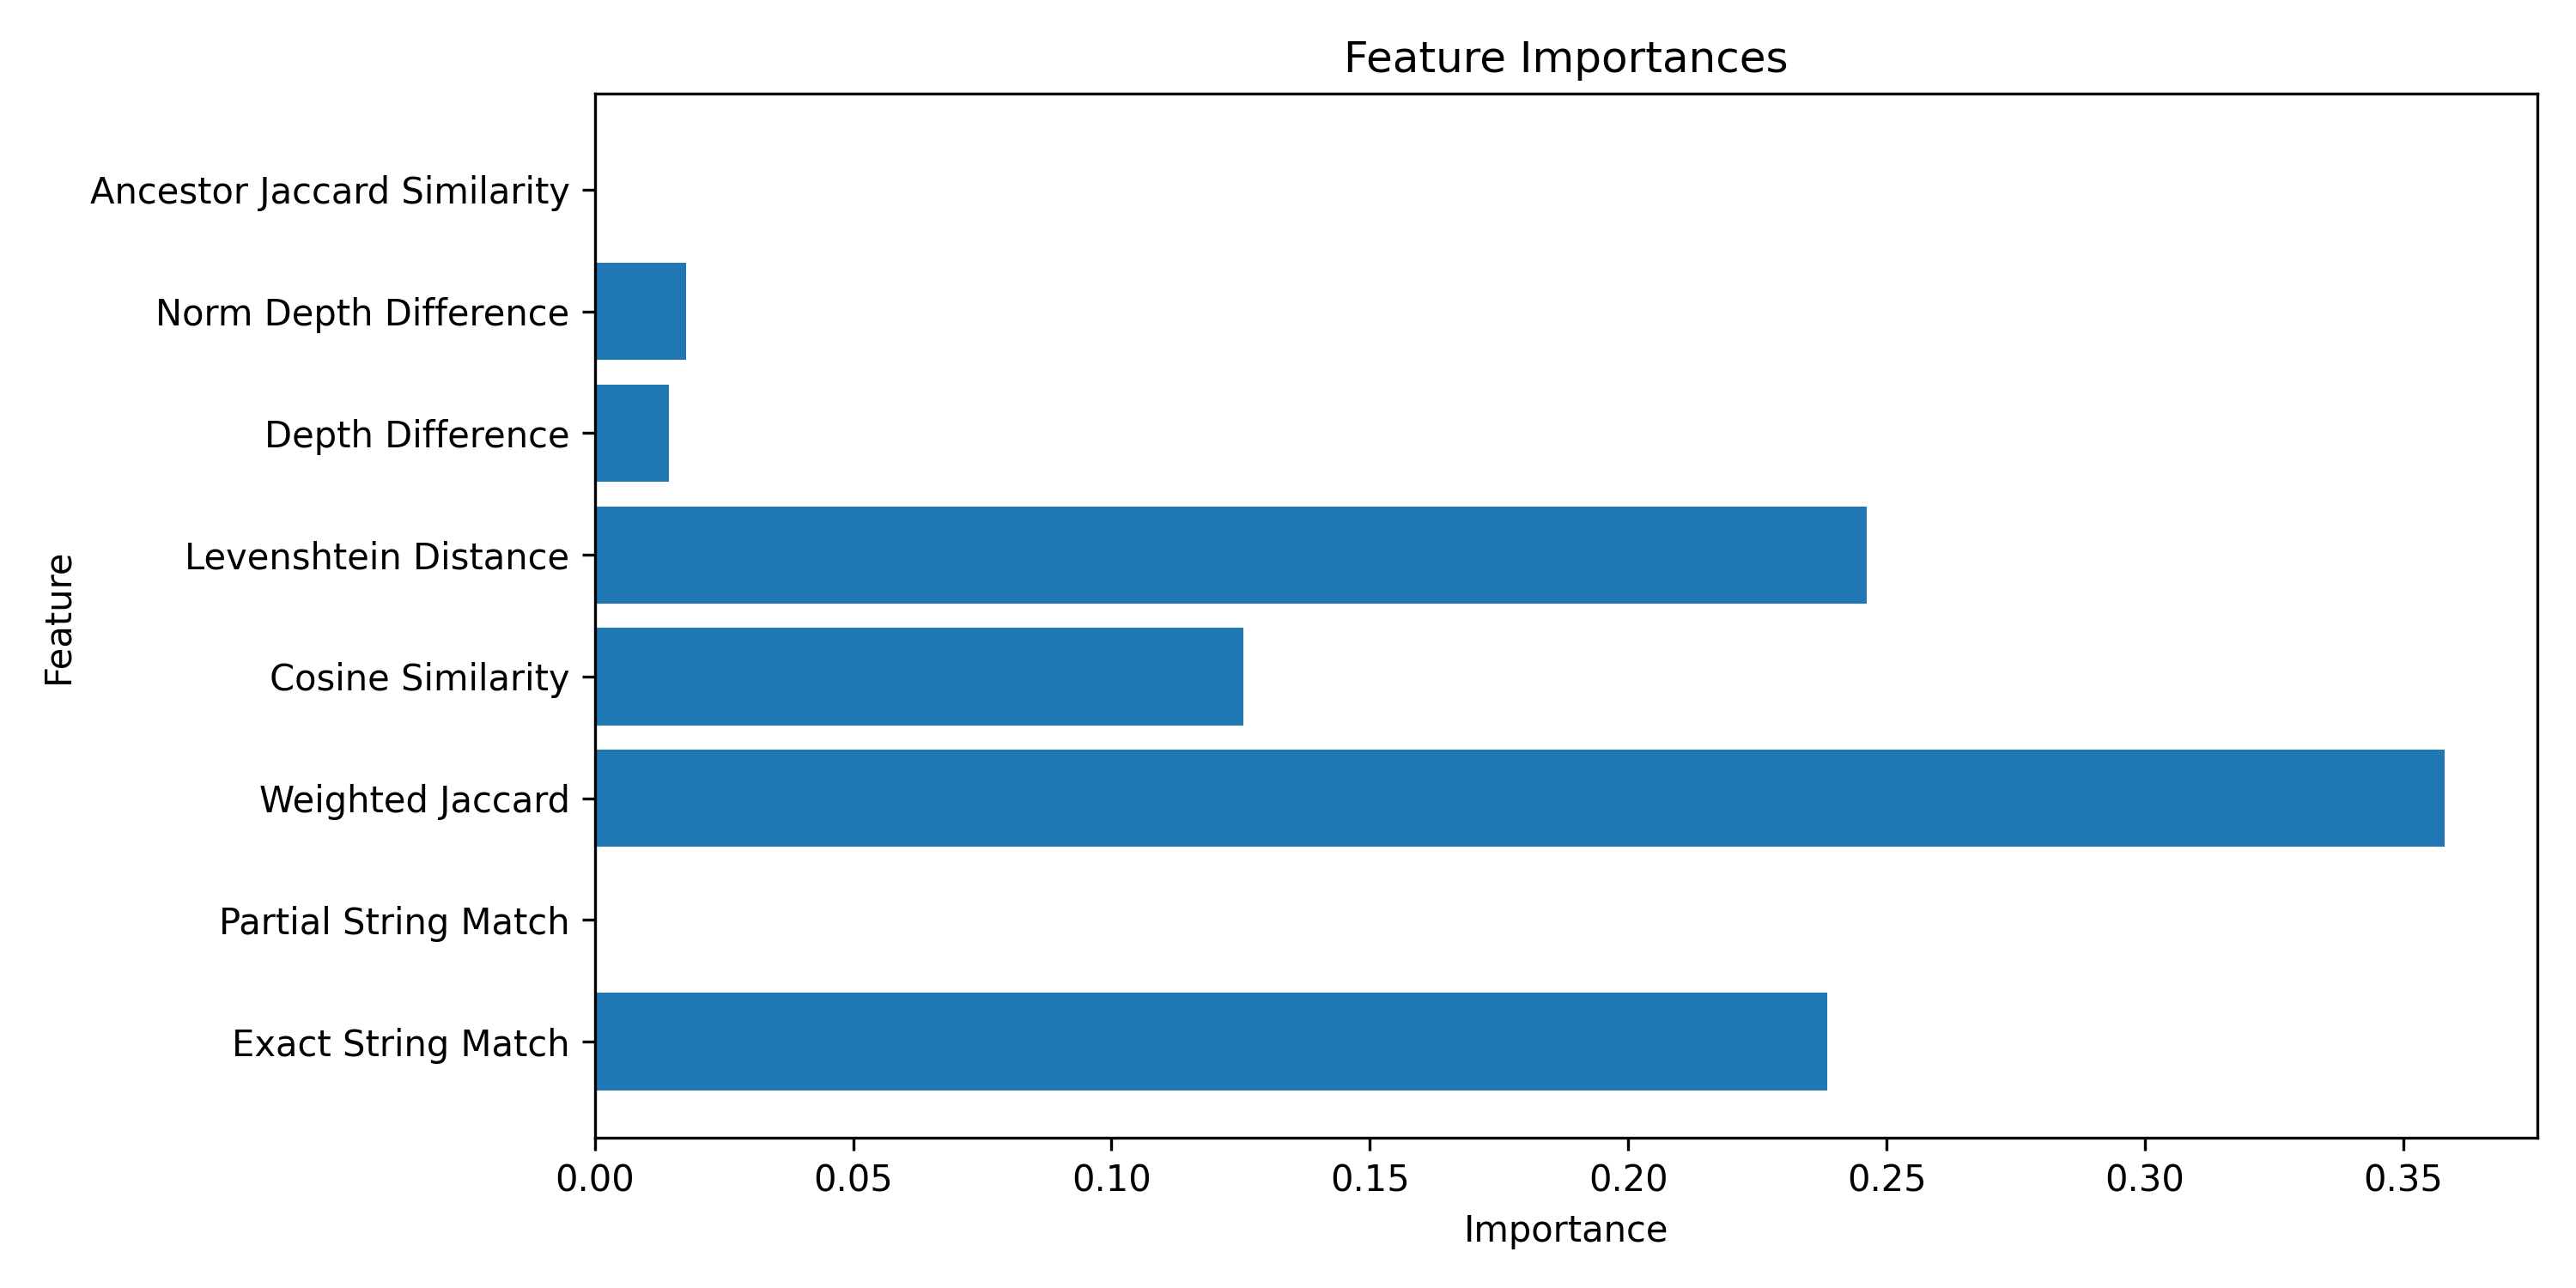 Feature Importances
Ancestor Jaccard Similarity
Norm Depth Difference
Depth Difference
Levenshtein Distance
Cosine Similarity
Weighted Jaccard
Partial String Match
Exact String Match
Feature
0.00 0.05 0.10 0.15 0.20 0.25 0.30 0.35
Importance